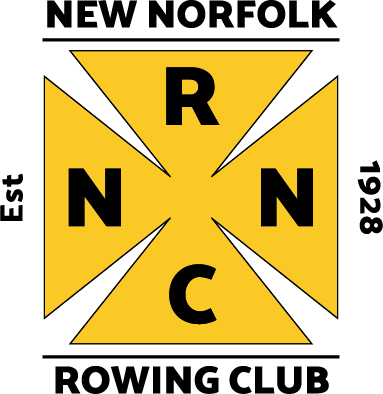 NEW NORFOLK
R
Est
N
N
1928
C
ROWING CLUB